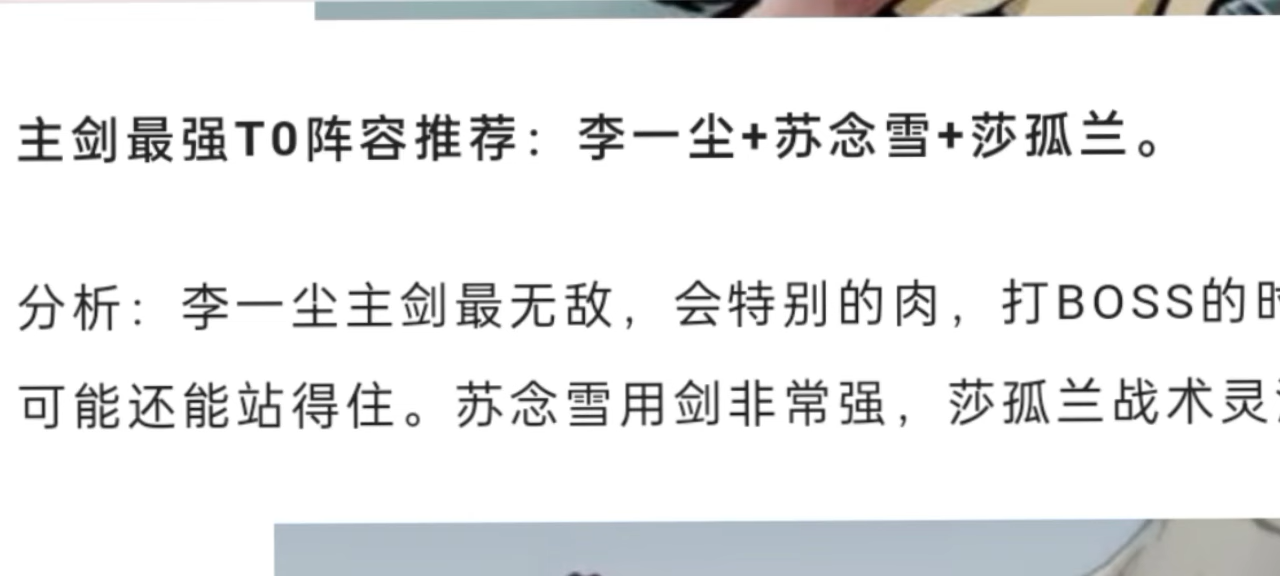 主剑最强T0阵容推荐：李一尘+苏念雪+莎孤兰。
分析：李一尘主剑最无敌，会特别的肉，打BOSS的时
可能还能站得住。苏念雪用剑非常强，莎孤兰战术灵